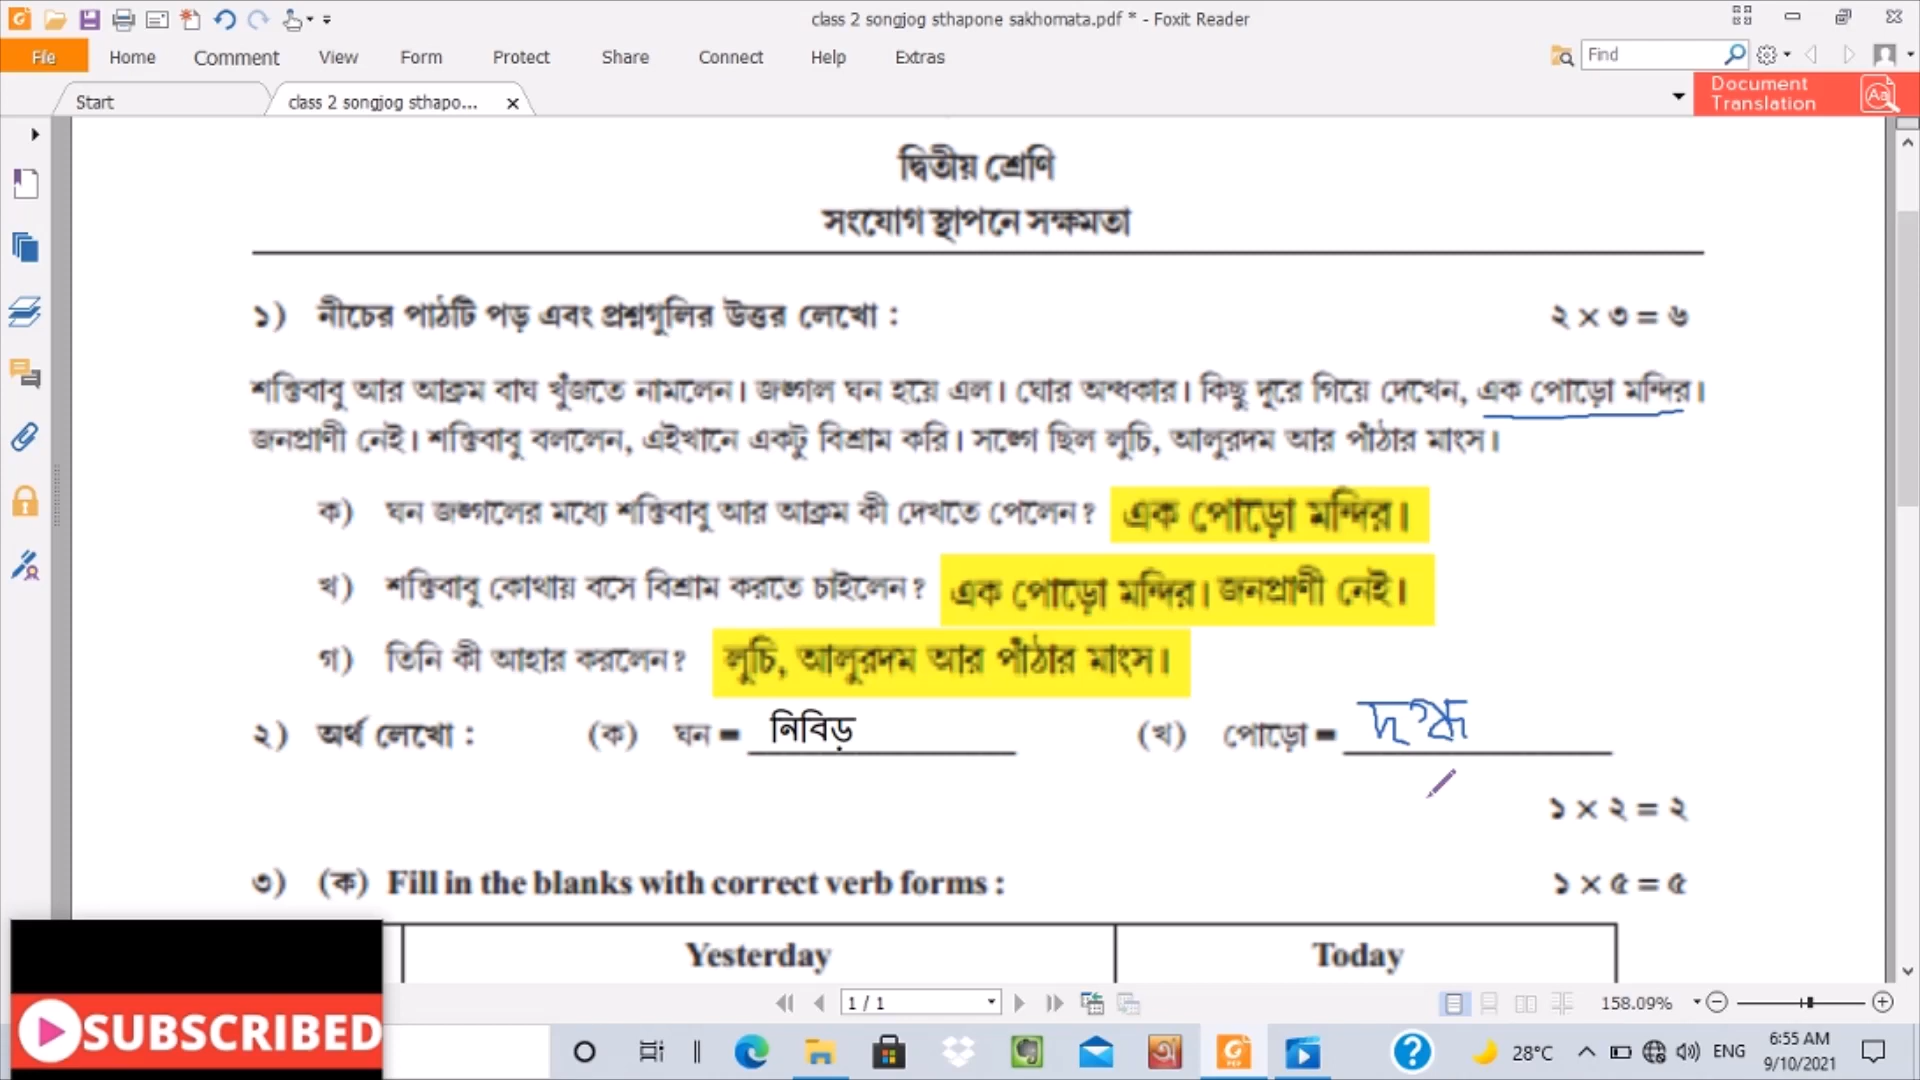 class 2 songjog sthapone sakhomata.pdf * - Foxit Reader
File Home Comment View Form Protect Share Connect Help Extras
Find
Start
class 2 songjog sthapo...
Document Translation
দ্বিতীয় শ্রেণি
সংযোগ স্থাপনে সক্ষমতা
১) নীচের পাঠটি পড় এবং প্রশ্নগুলির উত্তর লেখো : ২ × ৩ = ৬
শক্তিবাবু আর আক্রম বাঘ খুঁজতে নামলেন। জঙ্গল ঘন হয়ে এল। ঘোর অন্ধকার। কিছু দূরে গিয়ে দেখেন, এক পোড়ো মন্দির।
জনপ্রাণী নেই। শক্তিবাবু বললেন, এইখানে একটু বিশ্রাম করি। সঙ্গে ছিল লুচি, আলুরদম আর পাঁঠার মাংস।
ক) ঘন জঙ্গলের মধ্যে শক্তিবাবু আর আক্রম কী দেখতে পেলেন? এক পোড়ো মন্দির।
খ) শক্তিবাবু কোথায় বসে বিশ্রাম করতে চাইলেন? এক পোড়ো মন্দির। জনপ্রাণী নেই।
গ) তিনি কী আহার করলেন? লুচি, আলুরদম আর পাঁঠার মাংস।
২) অর্থ লেখো : (ক) ঘন = নিবিড় (খ) পোড়ো = দগ্ধ
১ × ২ = ২
৩) (ক) Fill in the blanks with correct verb forms : ১ × ৫ = ৫
Yesterday Today
SUBSCRIBED
1 / 1
158.09%
28°C ENG
6:55 AM
9/10/2021